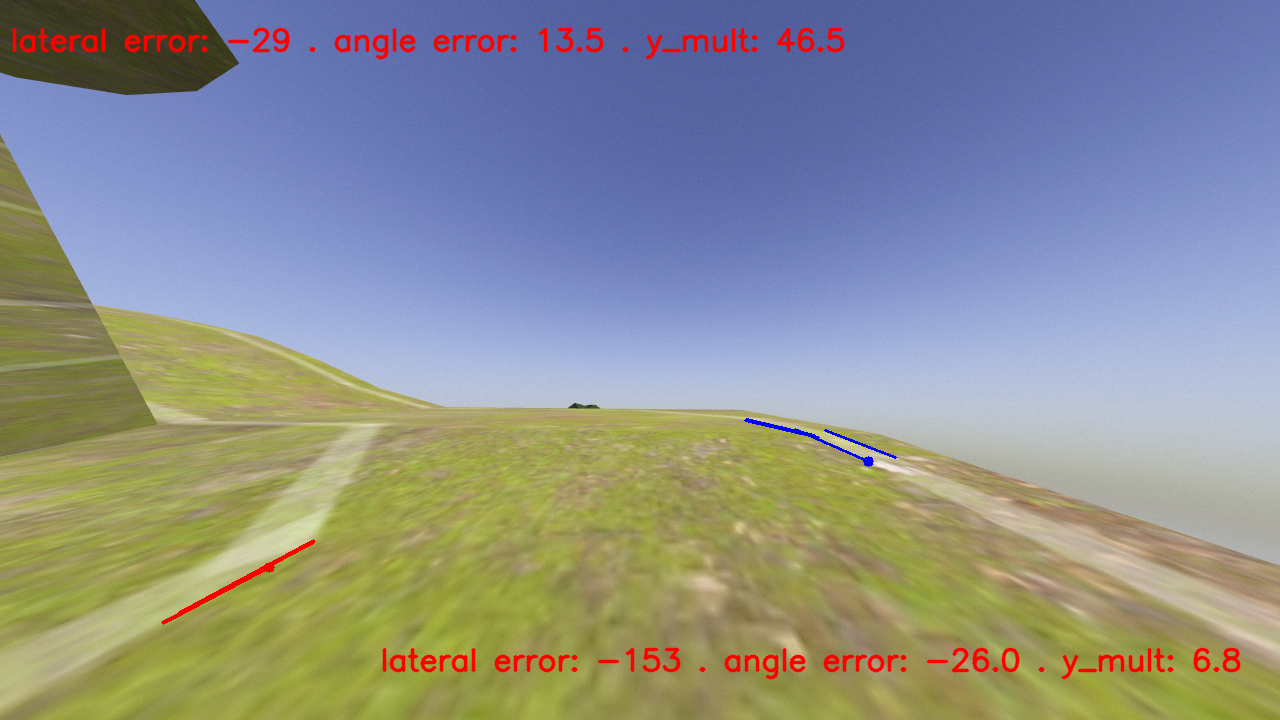 lateral error: -29 . angle error: 13.5 . y_mult: 46.5
lateral error: -153 . angle error: -26.0 . y_mult: 6.8